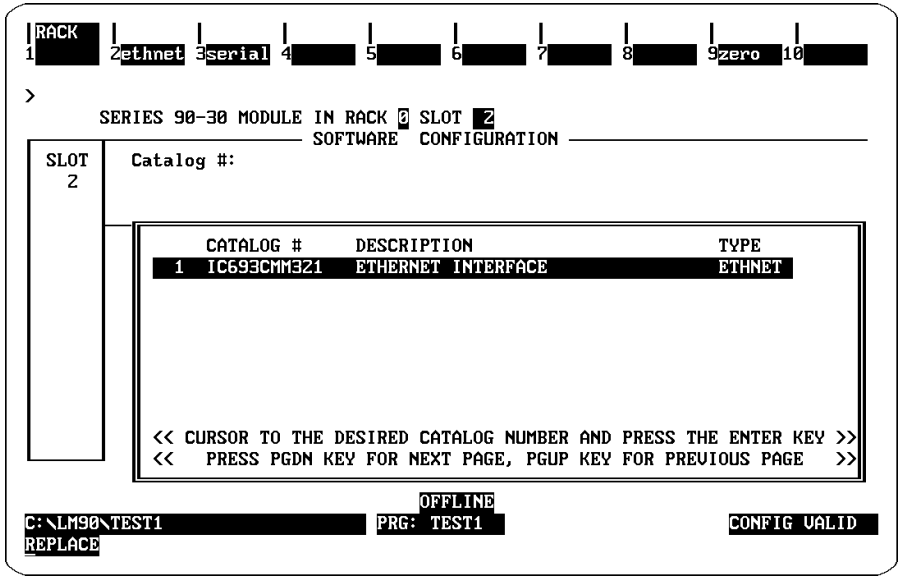 RACK
1 2ethnet 3serial 4 5 6 7 8 9zero 10
>
SERIES 90-30 MODULE IN RACK 0 SLOT 2
SOFTWARE CONFIGURATION
SLOT Catalog #:
2
CATALOG # DESCRIPTION TYPE
1 IC693CMM321 ETHERNET INTERFACE ETHNET
<< CURSOR TO THE DESIRED CATALOG NUMBER AND PRESS THE ENTER KEY >>
<< PRESS PGDN KEY FOR NEXT PAGE, PGUP KEY FOR PREVIOUS PAGE >>
OFFLINE
C:\LM90\TEST1 PRG: TEST1 CONFIG VALID
REPLACE